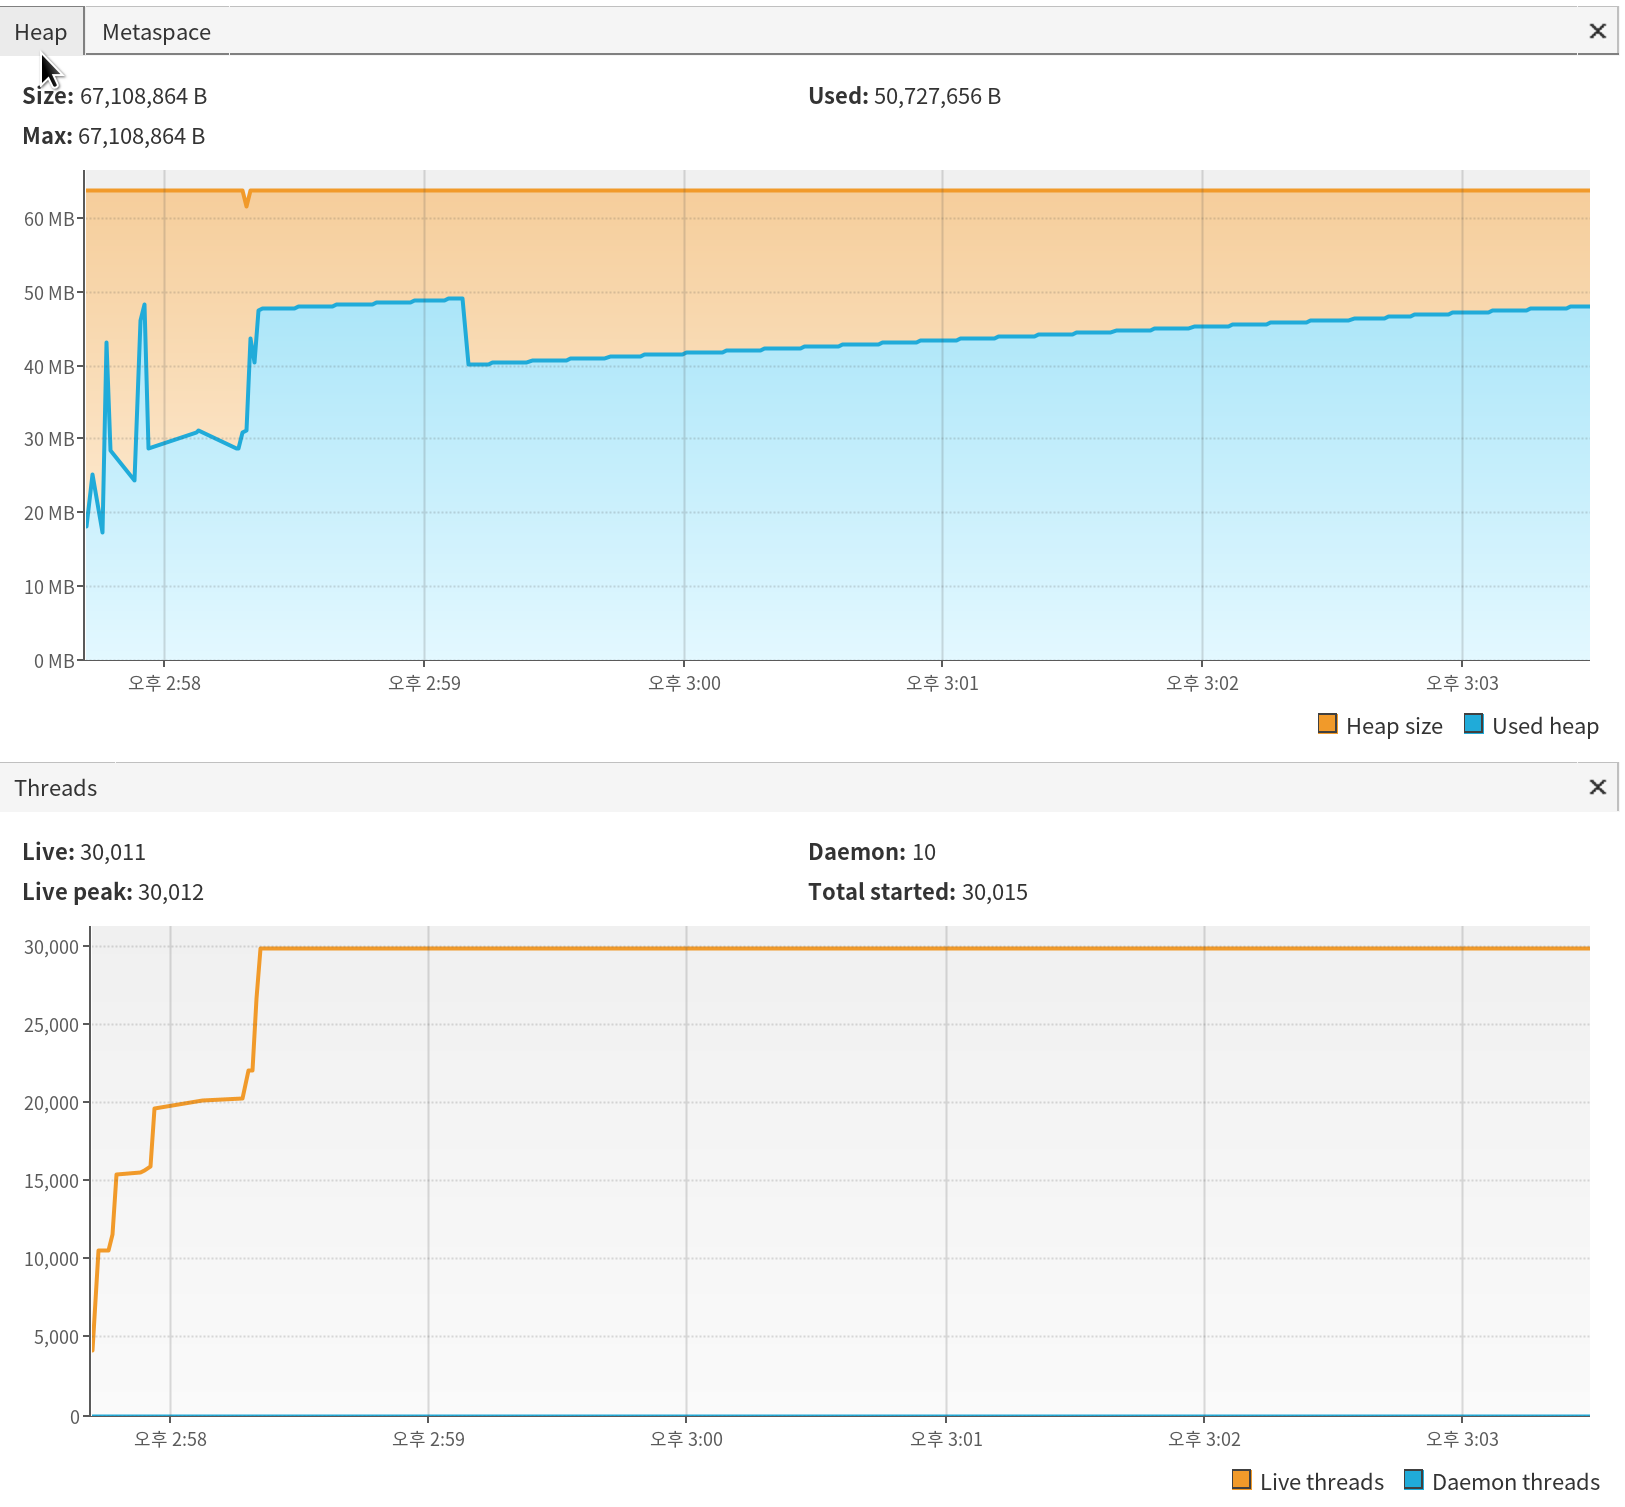 Heap Metaspace
Size: 67,108,864 B Used: 50,727,656 B
Max: 67,108,864 B
60 MB
50 MB
40 MB
30 MB
20 MB
10 MB
0 MB
오후 2:58 오후 2:59 오후 3:00 오후 3:01 오후 3:02 오후 3:03
Heap size Used heap
Threads
Live: 30,011 Daemon: 10
Live peak: 30,012 Total started: 30,015
30,000
25,000
20,000
15,000
10,000
5,000
0
오후 2:58 오후 2:59 오후 3:00 오후 3:01 오후 3:02 오후 3:03
Live threads Daemon threads